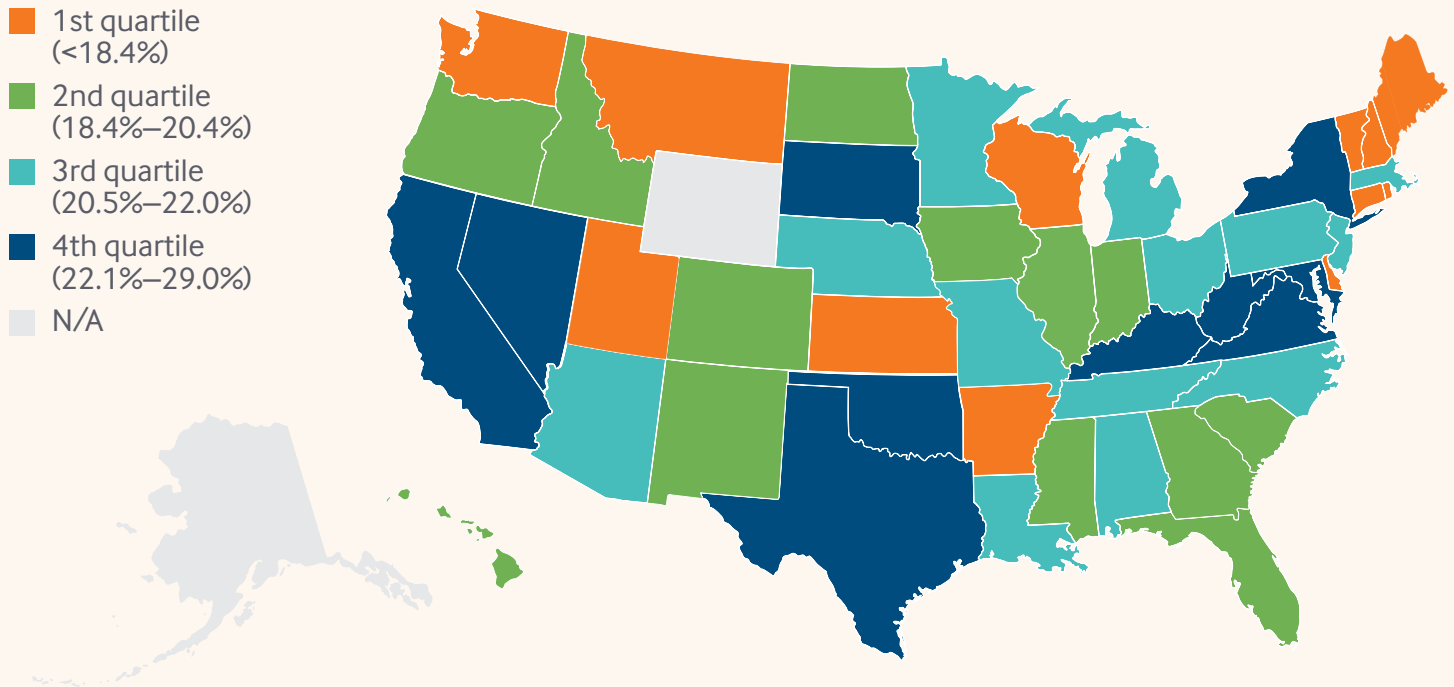 1st quartile
(<18.4%)
2nd quartile
(18.4%–20.4%)
3rd quartile
(20.5%–22.0%)
4th quartile
(22.1%–29.0%)
N/A